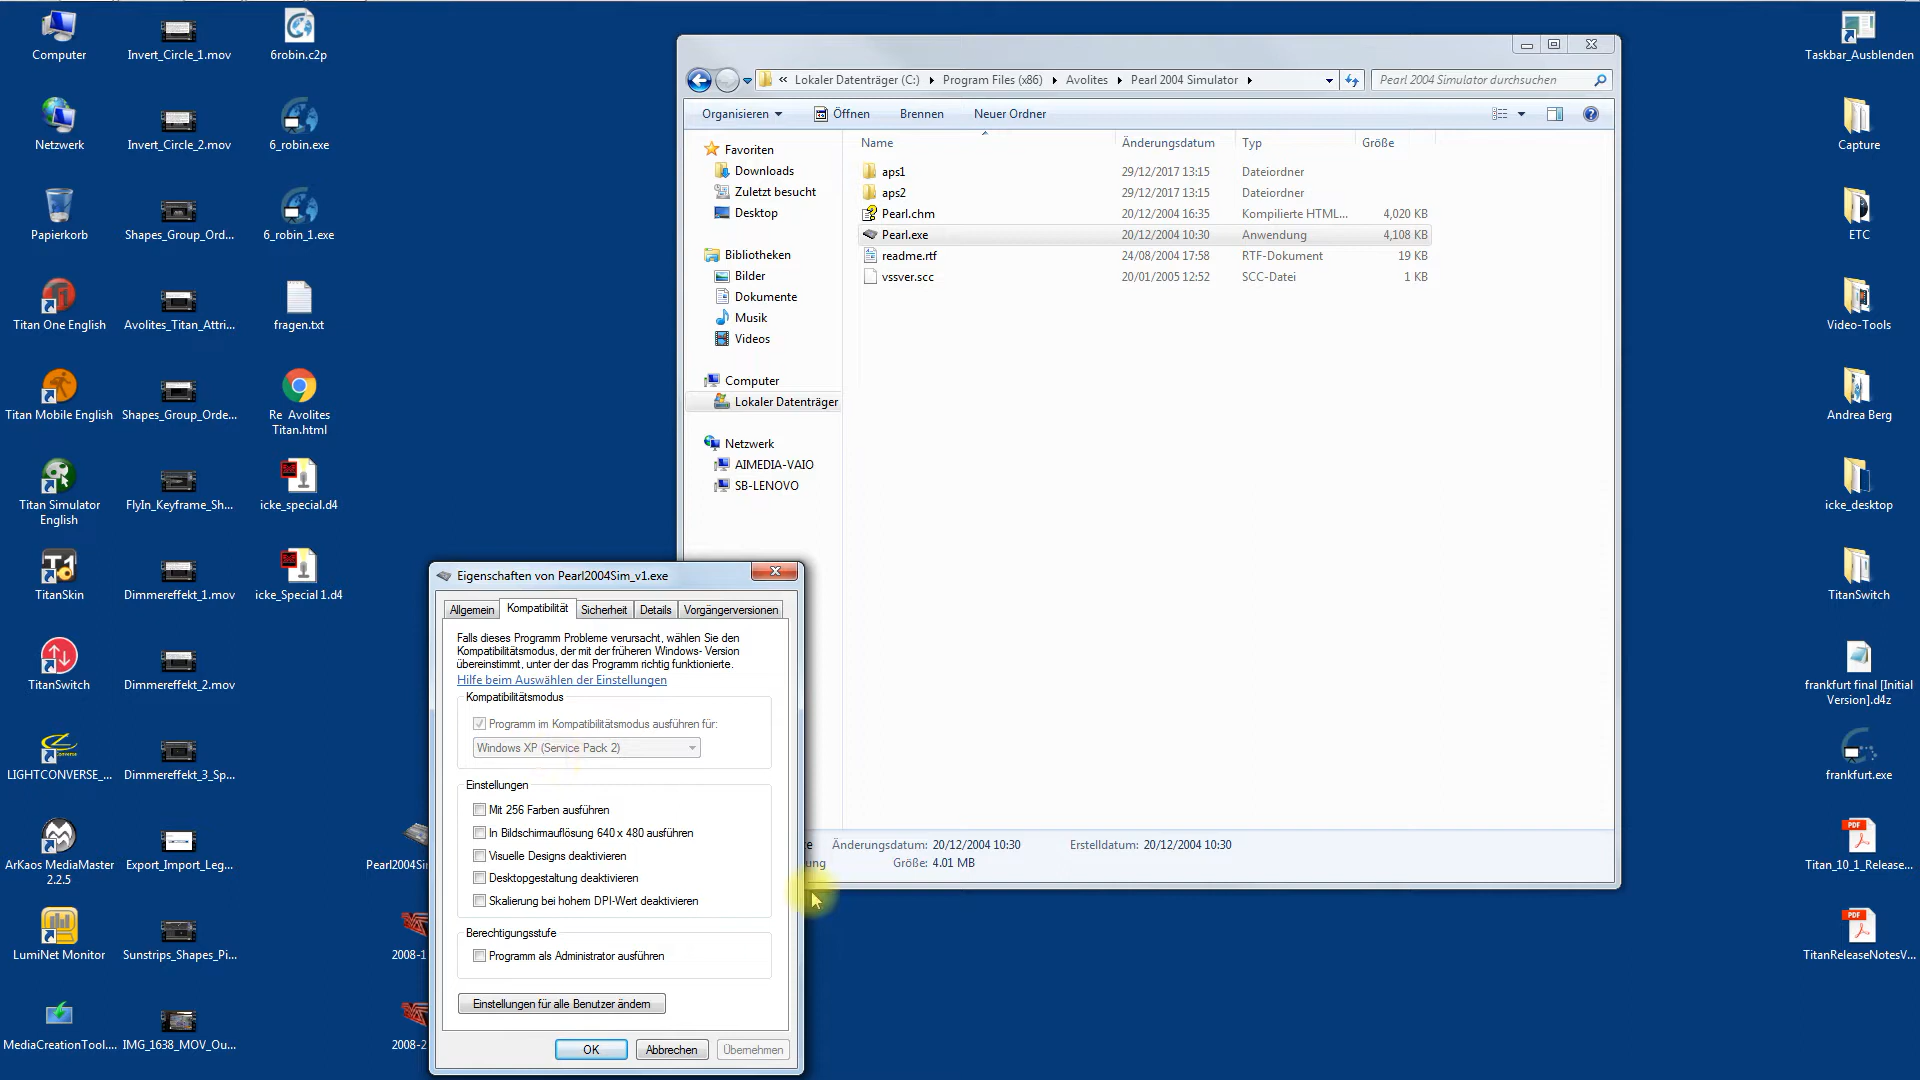 Computer
Invert_Circle_1.mov
6robin.c2p
Netzwerk
Invert_Circle_2.mov
6_robin.exe
Papierkorb
Shapes_Group_Ord...
6_robin_1.exe
Titan One English
Avolites_Titan_Attri...
fragen.txt
Titan Mobile English
Shapes_Group_Orde...
Re Avolites
Titan.html
Titan Simulator
English
FlyIn_Keyframe_Sh...
icke_special.d4
TitanSkin
Dimmereffekt_1.mov
icke_Special 1.d4
TitanSwitch
Dimmereffekt_2.mov
LIGHTCONVERSE_...
Dimmereffekt_3_Sp...
ArKaos MediaMaster
2.2.5
Export_Import_Leg...
Pearl2004Si
LumiNet Monitor
Sunstrips_Shapes_Pi...
2008-1
MediaCreationTool....
IMG_1638_MOV_Ou...
2008-2
« Lokaler Datenträger (C:) Program Files (x86) Avolites Pearl 2004 Simulator
Pearl 2004 Simulator durchsuchen
Organisieren
Öffnen
Brennen
Neuer Ordner
Favoriten
Downloads
Zuletzt besucht
Desktop
Bibliotheken
Bilder
Dokumente
Musik
Videos
Computer
Lokaler Datenträger
Netzwerk
AIMEDIA-VAIO
SB-LENOVO
Name Änderungsdatum Typ Größe
aps1 29/12/2017 13:15 Dateiordner
aps2 29/12/2017 13:15 Dateiordner
Pearl.chm 20/12/2004 16:35 Kompilierte HTML... 4,020 KB
Pearl.exe 20/12/2004 10:30 Anwendung 4,108 KB
readme.rtf 24/08/2004 17:58 RTF-Dokument 19 KB
vssver.scc 20/01/2005 12:52 SCC-Datei 1 KB
Änderungsdatum: 20/12/2004 10:30 Erstelldatum: 20/12/2004 10:30
ung Größe: 4.01 MB
Eigenschaften von Pearl2004Sim_v1.exe
Allgemein
Kompatibilität
Sicherheit
Details
Vorgängerversionen
Falls dieses Programm Probleme verursacht, wählen Sie den
Kompatibilitätsmodus, der mit der früheren Windows- Version
übereinstimmt, unter der das Programm richtig funktionierte.
Hilfe beim Auswählen der Einstellungen
Kompatibilitätsmodus
Programm im Kompatibilitätsmodus ausführen für:
Windows XP (Service Pack 2)
Einstellungen
Mit 256 Farben ausführen
In Bildschirmauflösung 640 x 480 ausführen
Visuelle Designs deaktivieren
Desktopgestaltung deaktivieren
Skalierung bei hohem DPI-Wert deaktivieren
Berechtigungsstufe
Programm als Administrator ausführen
Einstellungen für alle Benutzer ändern
OK
Abbrechen
Übernehmen
Taskbar_Ausblenden
Capture
ETC
Video-Tools
Andrea Berg
icke_desktop
TitanSwitch
frankfurt final [Initial
Version].d4z
frankfurt.exe
PDF
Titan_10_1_Release...
PDF
TitanReleaseNotesV...